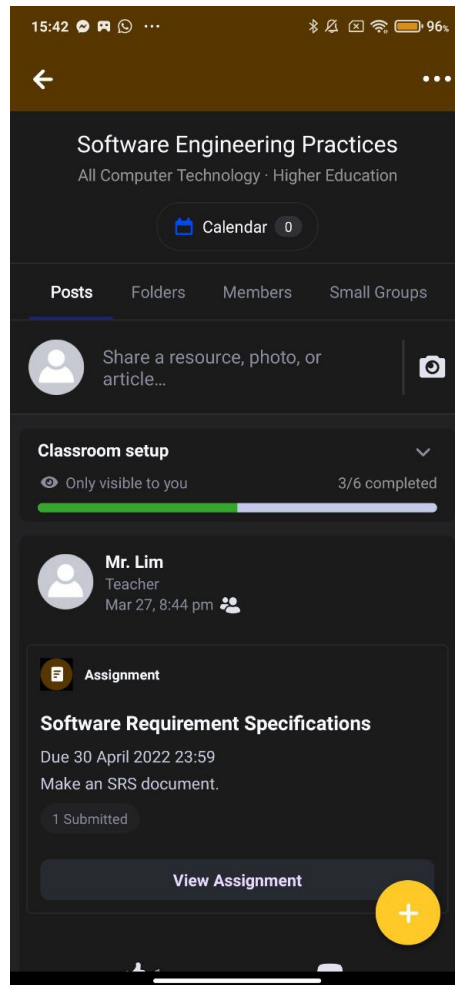 15:42
96%
Software Engineering Practices
All Computer Technology · Higher Education
Calendar 0
Posts Folders Members Small Groups
Share a resource, photo, or
article...
Classroom setup
Only visible to you 3/6 completed
Mr. Lim
Teacher
Mar 27, 8:44 pm
Assignment
Software Requirement Specifications
Due 30 April 2022 23:59
Make an SRS document.
1 Submitted
View Assignment